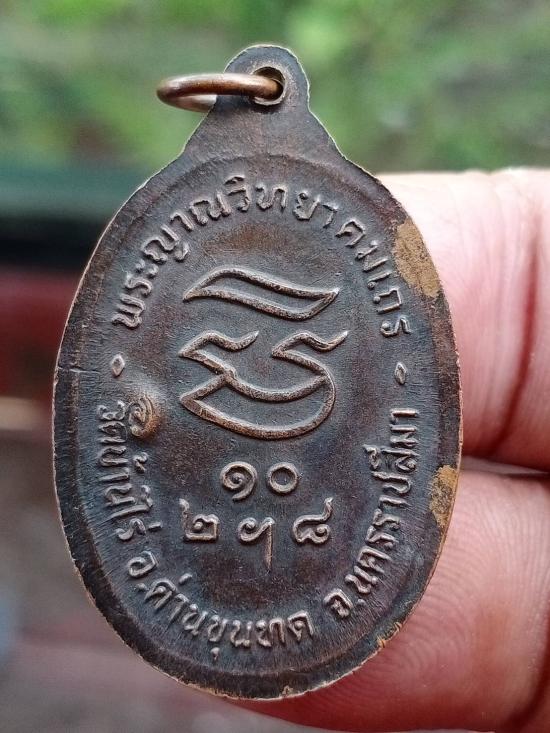 พระญาณวิทยาคมเถร
๑๐
๒ฯ๘
วัดบ้านไร่ อ.ด่านขุนทด จ.นครราชสีมา